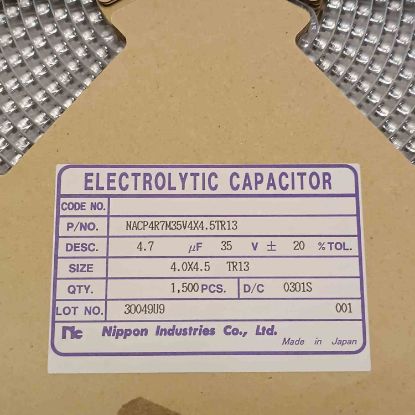 ELECTROLYTIC CAPACITOR
CODE NO.
P/NO. NACP4R7M35V4X4.5TR13
DESC. 4.7 μF 35 V ± 20 % TOL.
SIZE 4.0X4.5 TR13
QTY. 1,500 PCS. D/C 0301S
LOT NO. 30049U9 001
nc Nippon Industries Co., Ltd.
Made in Japan